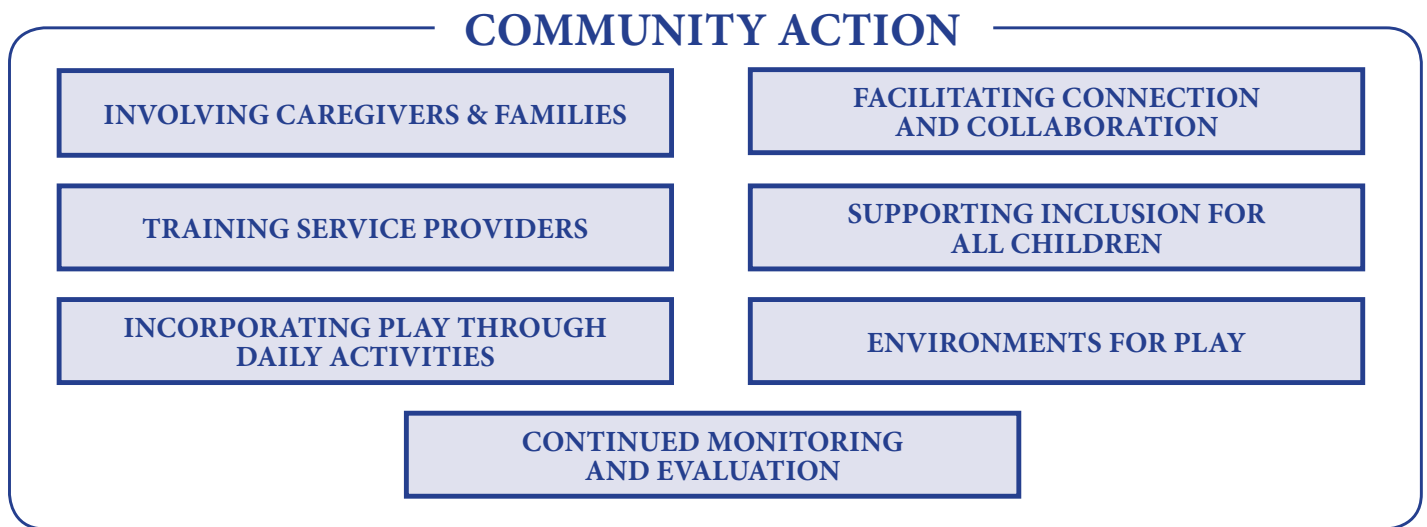 COMMUNITY ACTION
INVOLVING CAREGIVERS & FAMILIES
FACILITATING CONNECTION
AND COLLABORATION
TRAINING SERVICE PROVIDERS
SUPPORTING INCLUSION FOR
ALL CHILDREN
INCORPORATING PLAY THROUGH
DAILY ACTIVITIES
ENVIRONMENTS FOR PLAY
CONTINUED MONITORING
AND EVALUATION